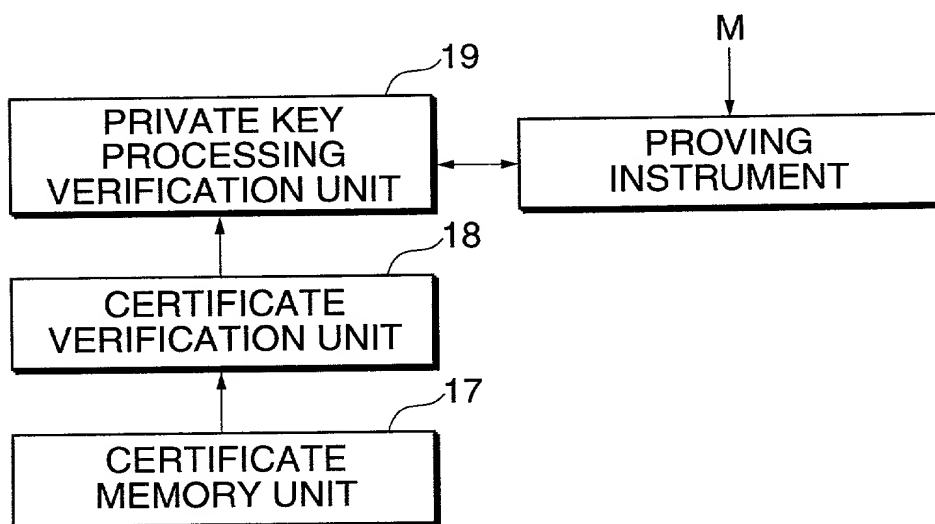 M
19
PRIVATE KEY
PROCESSING
VERIFICATION UNIT
PROVING
INSTRUMENT
18
CERTIFICATE
VERIFICATION UNIT
17
CERTIFICATE
MEMORY UNIT